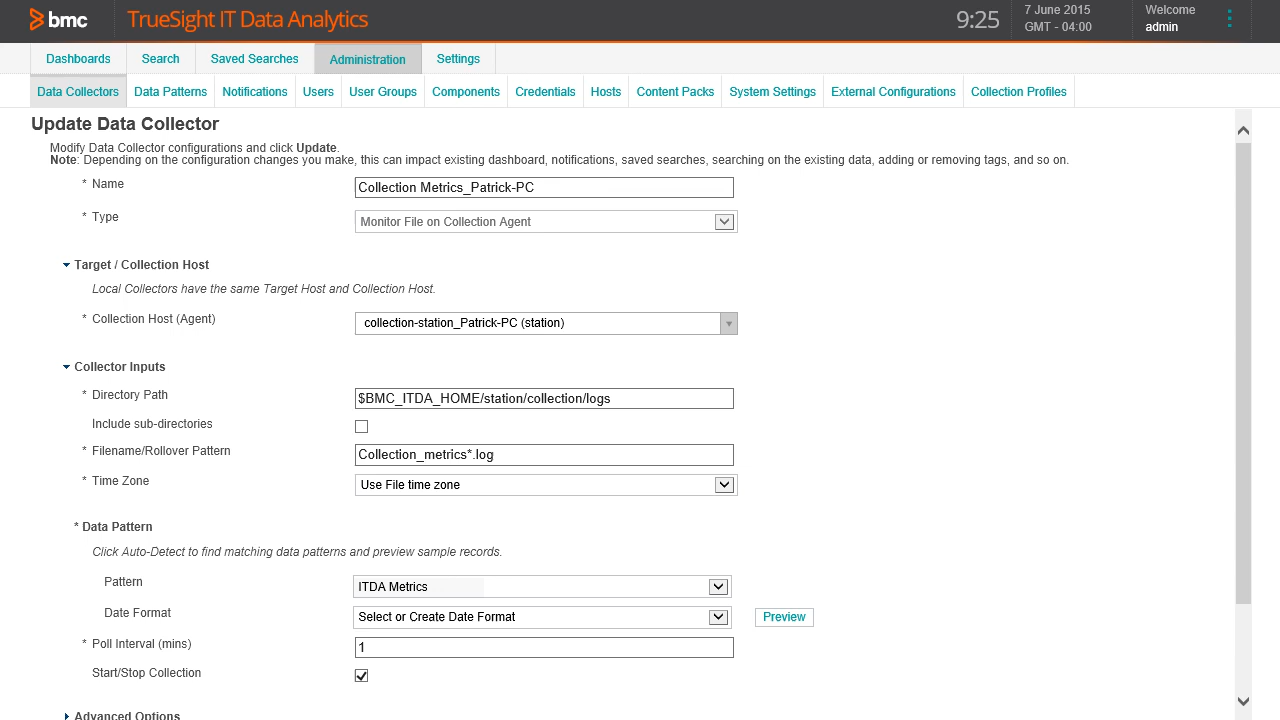 bmc TrueSight IT Data Analytics 9:25 7 June 2015 Welcome
GMT - 04:00 admin
Dashboards Search Saved Searches Administration Settings
Data Collectors Data Patterns Notifications Users User Groups Components Credentials Hosts Content Packs System Settings External Configurations Collection Profiles
Update Data Collector
Modify Data Collector configurations and click Update.
Note: Depending on the configuration changes you make, this can impact existing dashboard, notifications, saved searches, searching on the existing data, adding or removing tags, and so on.
* Name Collection Metrics_Patrick-PC
* Type Monitor File on Collection Agent
Target / Collection Host
Local Collectors have the same Target Host and Collection Host.
* Collection Host (Agent) collection-station_Patrick-PC (station)
Collector Inputs
* Directory Path $BMC_ITDA_HOME/station/collection/logs
Include sub-directories
* Filename/Rollover Pattern Collection_metrics*.log
* Time Zone Use File time zone
* Data Pattern
Click Auto-Detect to find matching data patterns and preview sample records.
Pattern ITDA Metrics
Date Format Select or Create Date Format Preview
* Poll Interval (mins) 1
Start/Stop Collection
Advanced Options